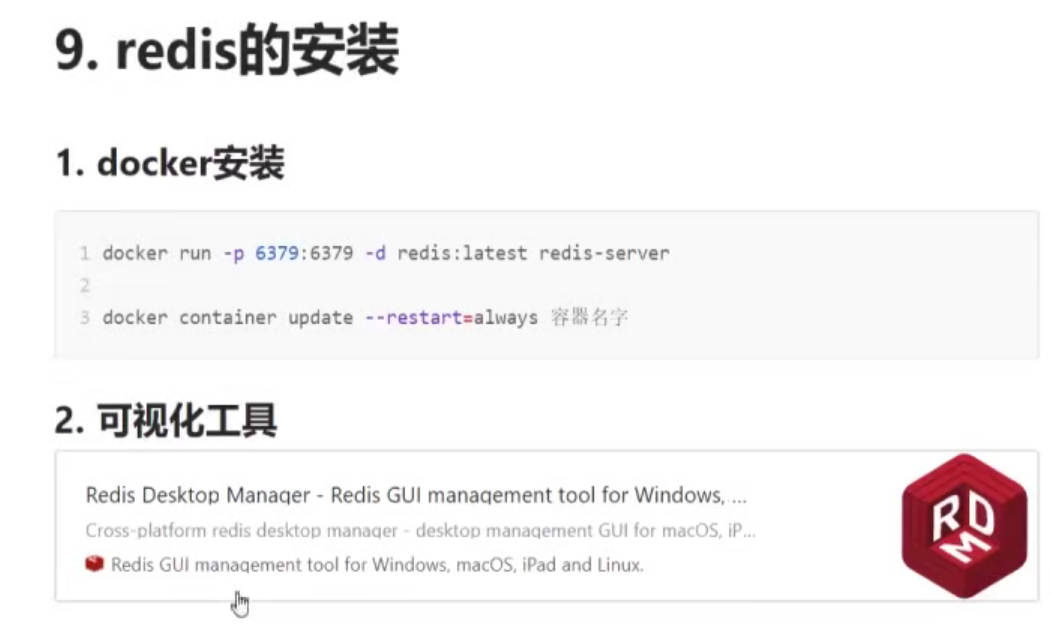 9. redis的安装
1. docker安装
1 docker run -p 6379:6379 -d redis:latest redis-server
2
3 docker container update --restart=always 容器名字
2. 可视化工具
Redis Desktop Manager - Redis GUI management tool for Windows, ...
Cross-platform redis desktop manager - desktop management GUI for macOS, iP...
Redis GUI management tool for Windows, macOS, iPad and Linux.
RDM